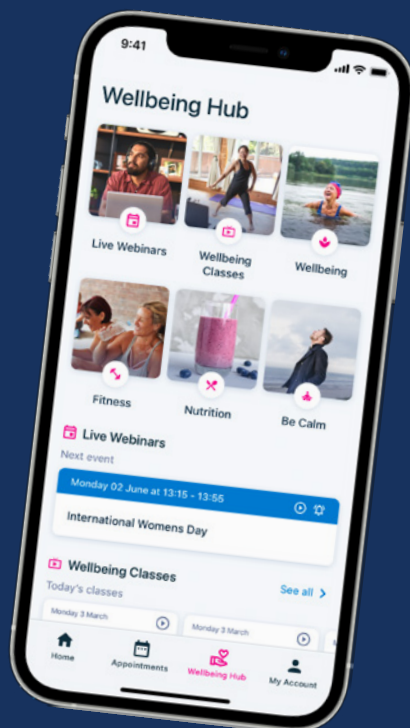 9:41
Wellbeing Hub
Live Webinars
Wellbeing
Classes
Wellbeing
Fitness
Nutrition
Be Calm
Live Webinars
Next event
Monday 02 June at 13:15 - 13:55
International Womens Day
Wellbeing Classes
See all
Today's classes
Monday 3 March
Monday 3 March
Home
Appointments
Wellbeing Hub
My Account